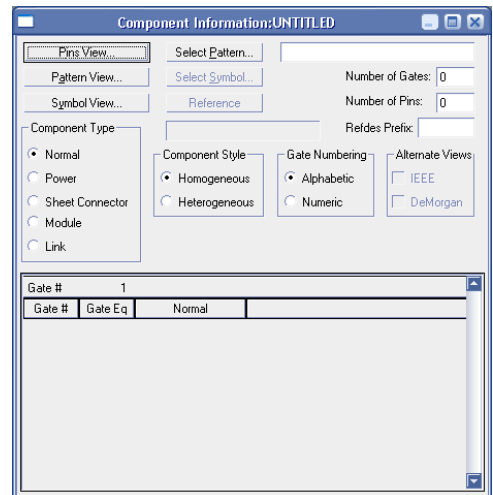 Component Information:UNTITLED
Pins View... Select Pattern...
Pattern View... Select Symbol... Number of Gates: 0
Symbol View... Reference Number of Pins: 0
Component Type Refdes Prefix:
Normal Component Style Gate Numbering Alternate Views
Power Homogeneous Alphabetic IEEE
Sheet Connector Heterogeneous Numeric DeMorgan
Module
Link
Gate # 1
Gate # Gate Eq Normal